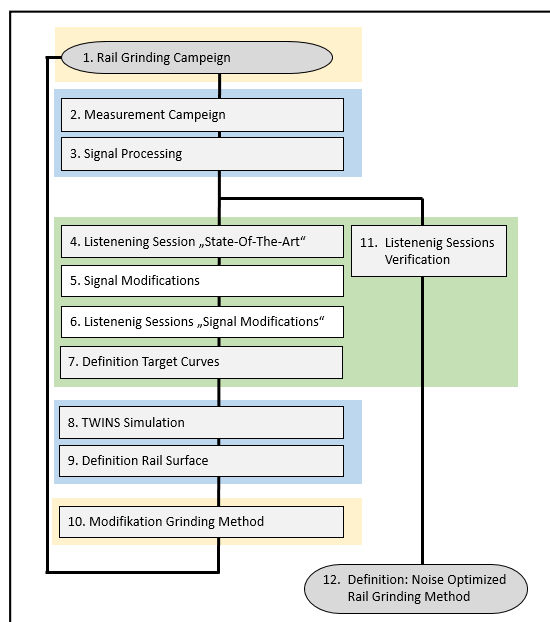 1. Rail Grinding Campaign
2. Measurement Campaign
3. Signal Processing
4. Listenening Session „State-Of-The-Art“
5. Signal Modifications
6. Listenenig Sessions „Signal Modifications“
7. Definition Target Curves
11. Listenenig Sessions
Verification
8. TWINS Simulation
9. Definition Rail Surface
10. Modifikation Grinding Method
12. Definition: Noise Optimized
Rail Grinding Method